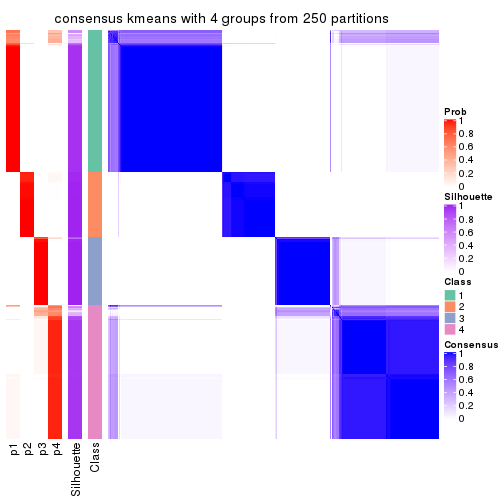 consensus kmeans with 4 groups from 250 partitions
Prob
1
0.8
0.6
0.4
0.2
0
Silhouette
1
0.8
0.6
0.4
0.2
0
Class
1
2
3
4
Consensus
1
0.8
0.6
0.4
0.2
0
p1
p2
p3
p4
Silhouette
Class